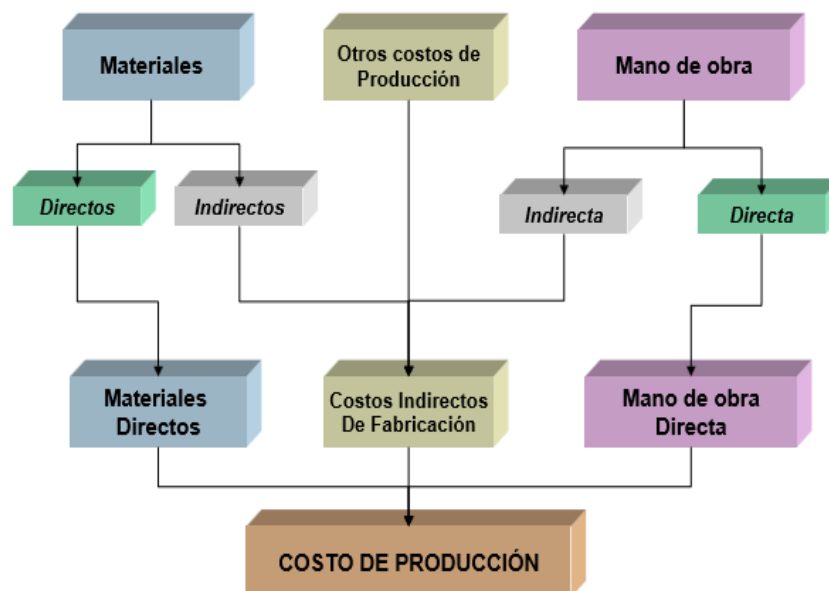 Materiales
Otros costos de
Producción
Mano de obra
Directos
Indirectos
Indirecta
Directa
Materiales
Directos
Costos Indirectos
De Fabricación
Mano de obra
Directa
COSTO DE PRODUCCIÓN